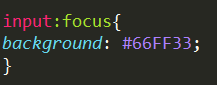 input:focus{
background: #66FF33;
}